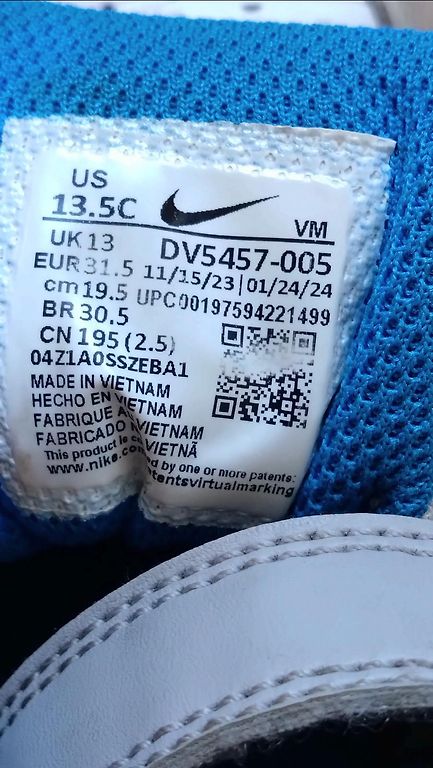 US
13.5C
VM
UK 13
DV5457-005
EUR 31.5
11/15/23 | 01/24/24
cm 19.5
UPC 00197594221499
BR 30.5
CN 195 (2.5)
04Z1A0SSZEBA1
MADE IN VIETNAM
HECHO EN VIETNAM
FABRIQUE A VIETNAM
FABRICADO VIETNÃ
This product is by one or more patents:
www.nike.